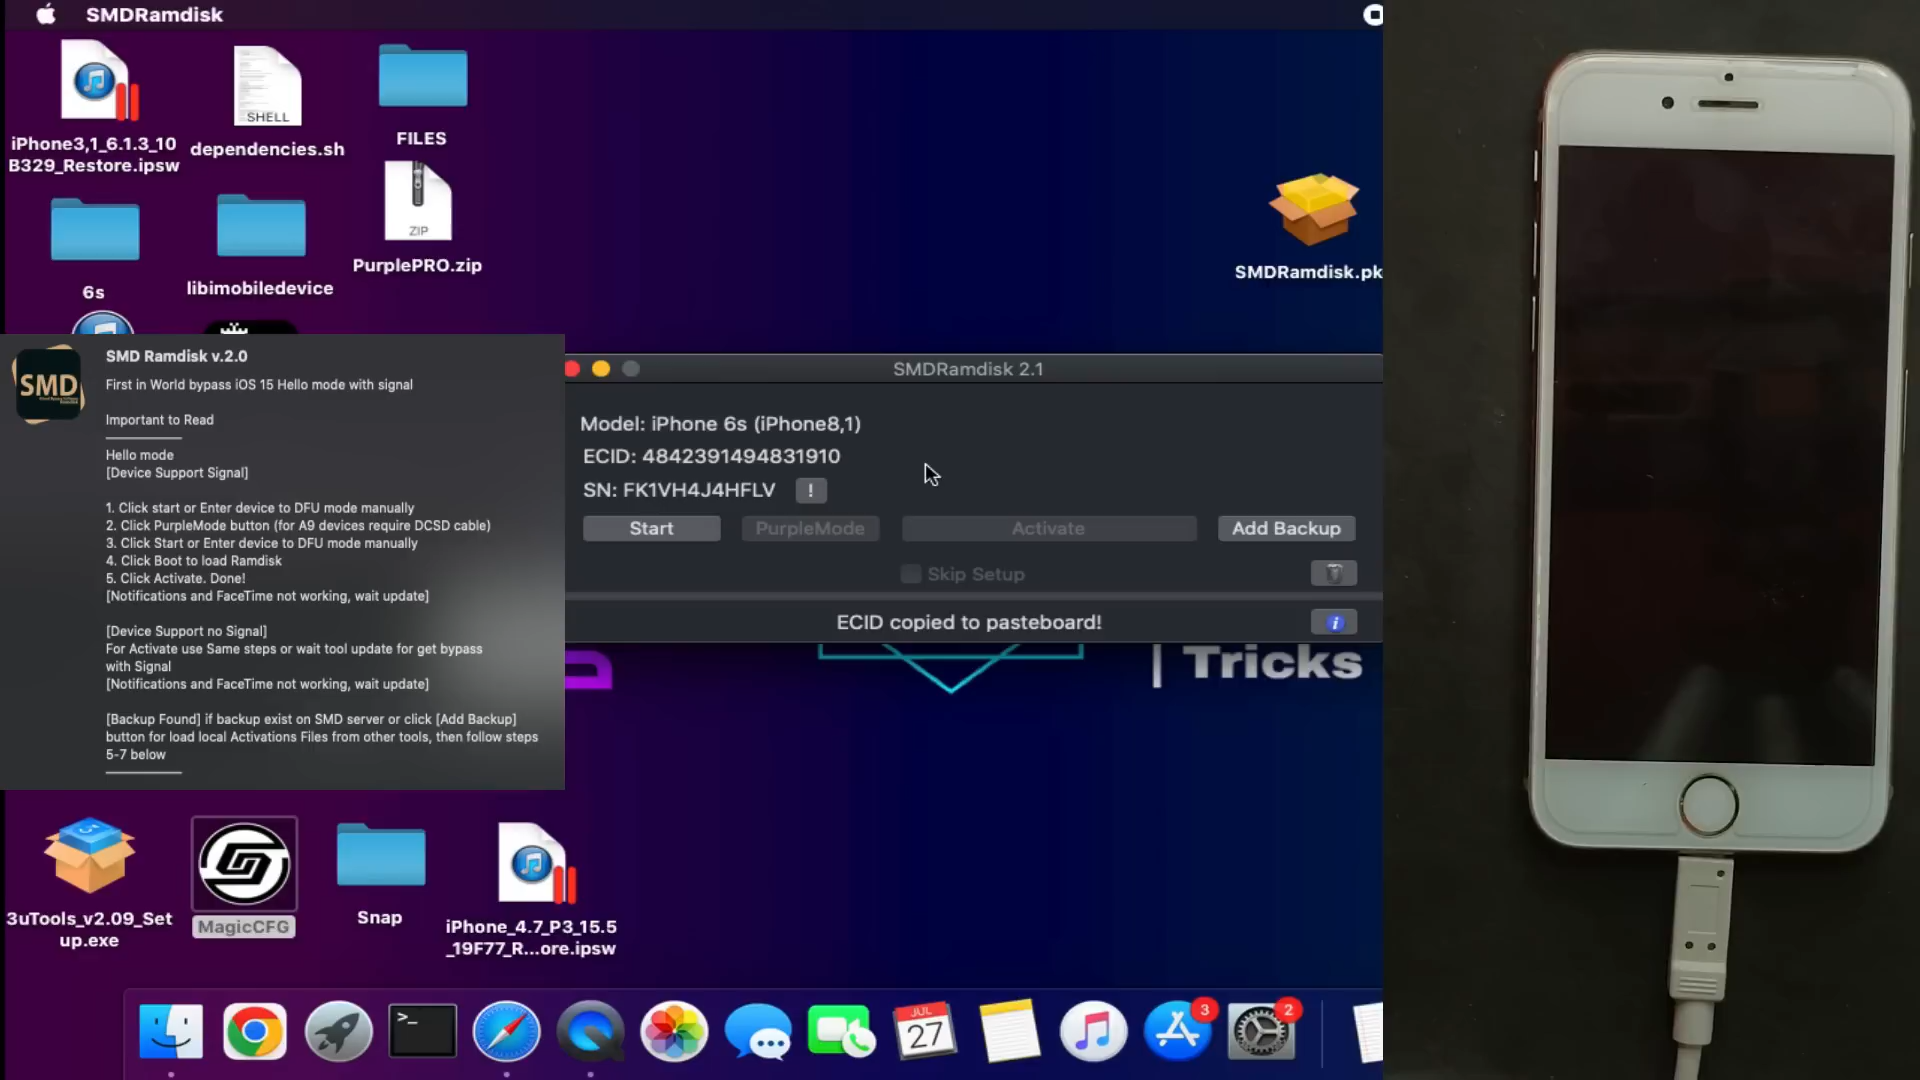 SMDRamdisk
iPhone3,1_6.1.3_10
B329_Restore.ipsw
SHELL
dependencies.sh
FILES
6s
libimobiledevice
ZIP
PurplePRO.zip
SMDRamdisk.pk
SMD
SMD Ramdisk v.2.0
First in World bypass iOS 15 Hello mode with signal
Important to Read
Hello mode
[Device Support Signal]
1. Click start or Enter device to DFU mode manually
2. Click PurpleMode button (for A9 devices require DCSD cable)
3. Click Start or Enter device to DFU mode manually
4. Click Boot to load Ramdisk
5. Click Activate. Done!
[Notifications and FaceTime not working, wait update]
[Device Support no Signal]
For Activate use Same steps or wait tool update for get bypass
with Signal
[Notifications and FaceTime not working, wait update]
[Backup Found] if backup exist on SMD server or click [Add Backup]
button for load local Activations Files from other tools, then follow steps
5-7 below
SMDRamdisk 2.1
Model: iPhone 6s (iPhone8,1)
ECID: 4842391494831910
SN: FK1VH4J4HFLV !
Start PurpleMode Activate Add Backup
Skip Setup
ECID copied to pasteboard! i
| Tricks
3uTools_v2.09_Set
up.exe
MagicCFG
Snap
iPhone_4.7_P3_15.5
_19F77_R...ore.ipsw
>_
JUL
27
3
2